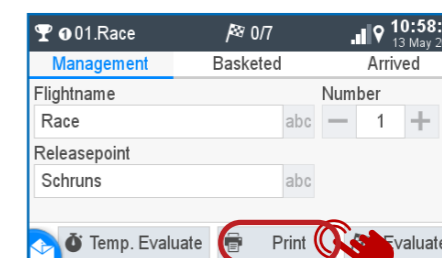 ❶ 01.Race 0/7 10:58:
13 May 2
Management Basketed Arrived
Flightname Number
Race abc — 1 +
Releasepoint
Schruns abc
Temp. Evaluate Print Evaluate